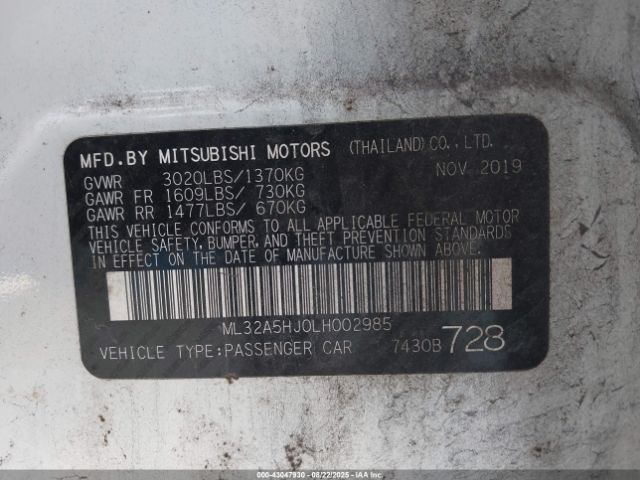 MFD.BY MITSUBISHI MOTORS (THAILAND) CO.,LTD.
GVWR 3020LBS/1370KG NOV 2019
GAWR FR 1609LBS/ 730KG
GAWR RR 1477LBS/ 670KG
THIS VEHICLE CONFORMS TO ALL APPLICABLE FEDERAL MOTOR
VEHICLE SAFETY, BUMPER, AND THEFT PREVENTION STANDARDS
IN EFFECT ON THE DATE OF MANUFACTURE SHOWN ABOVE.
ML32A5HJ0LH002985
VEHICLE TYPE:PASSENGER CAR 7430B 728
000-43047930 - 08/22/2025 - IAAI.COM